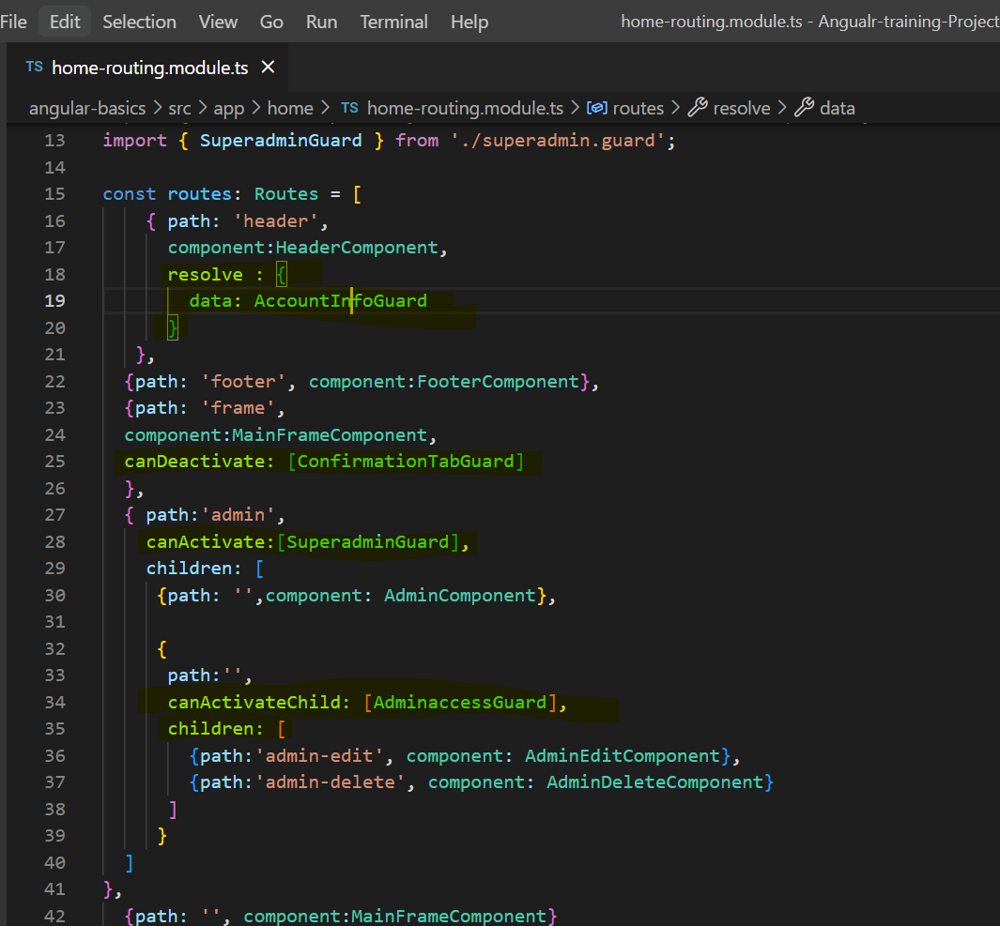 File Edit Selection View Go Run Terminal Help home-routing.module.ts - Angualr-training-Project
TS home-routing.module.ts ×
angular-basics > src > app > home > TS home-routing.module.ts > routes > resolve > data
13 import { SuperadminGuard } from './superadmin.guard';
14
15 const routes: Routes = [
16 { path: 'header',
17 component:HeaderComponent,
18 resolve : {
19 data: AccountInfoGuard
20 }
21 },
22 {path: 'footer', component:FooterComponent},
23 {path: 'frame',
24 component:MainFrameComponent,
25 canDeactivate: [ConfirmationTabGuard]
26 },
27 { path:'admin',
28 canActivate:[SuperadminGuard],
29 children: [
30 {path: '',component: AdminComponent},
31
32 {
33 path:'',
34 canActivateChild: [AdminaccessGuard],
35 children: [
36 {path:'admin-edit', component: AdminEditComponent},
37 {path:'admin-delete', component: AdminDeleteComponent}
38 ]
39 }
40 ]
41 },
42 {path: '', component:MainFrameComponent}